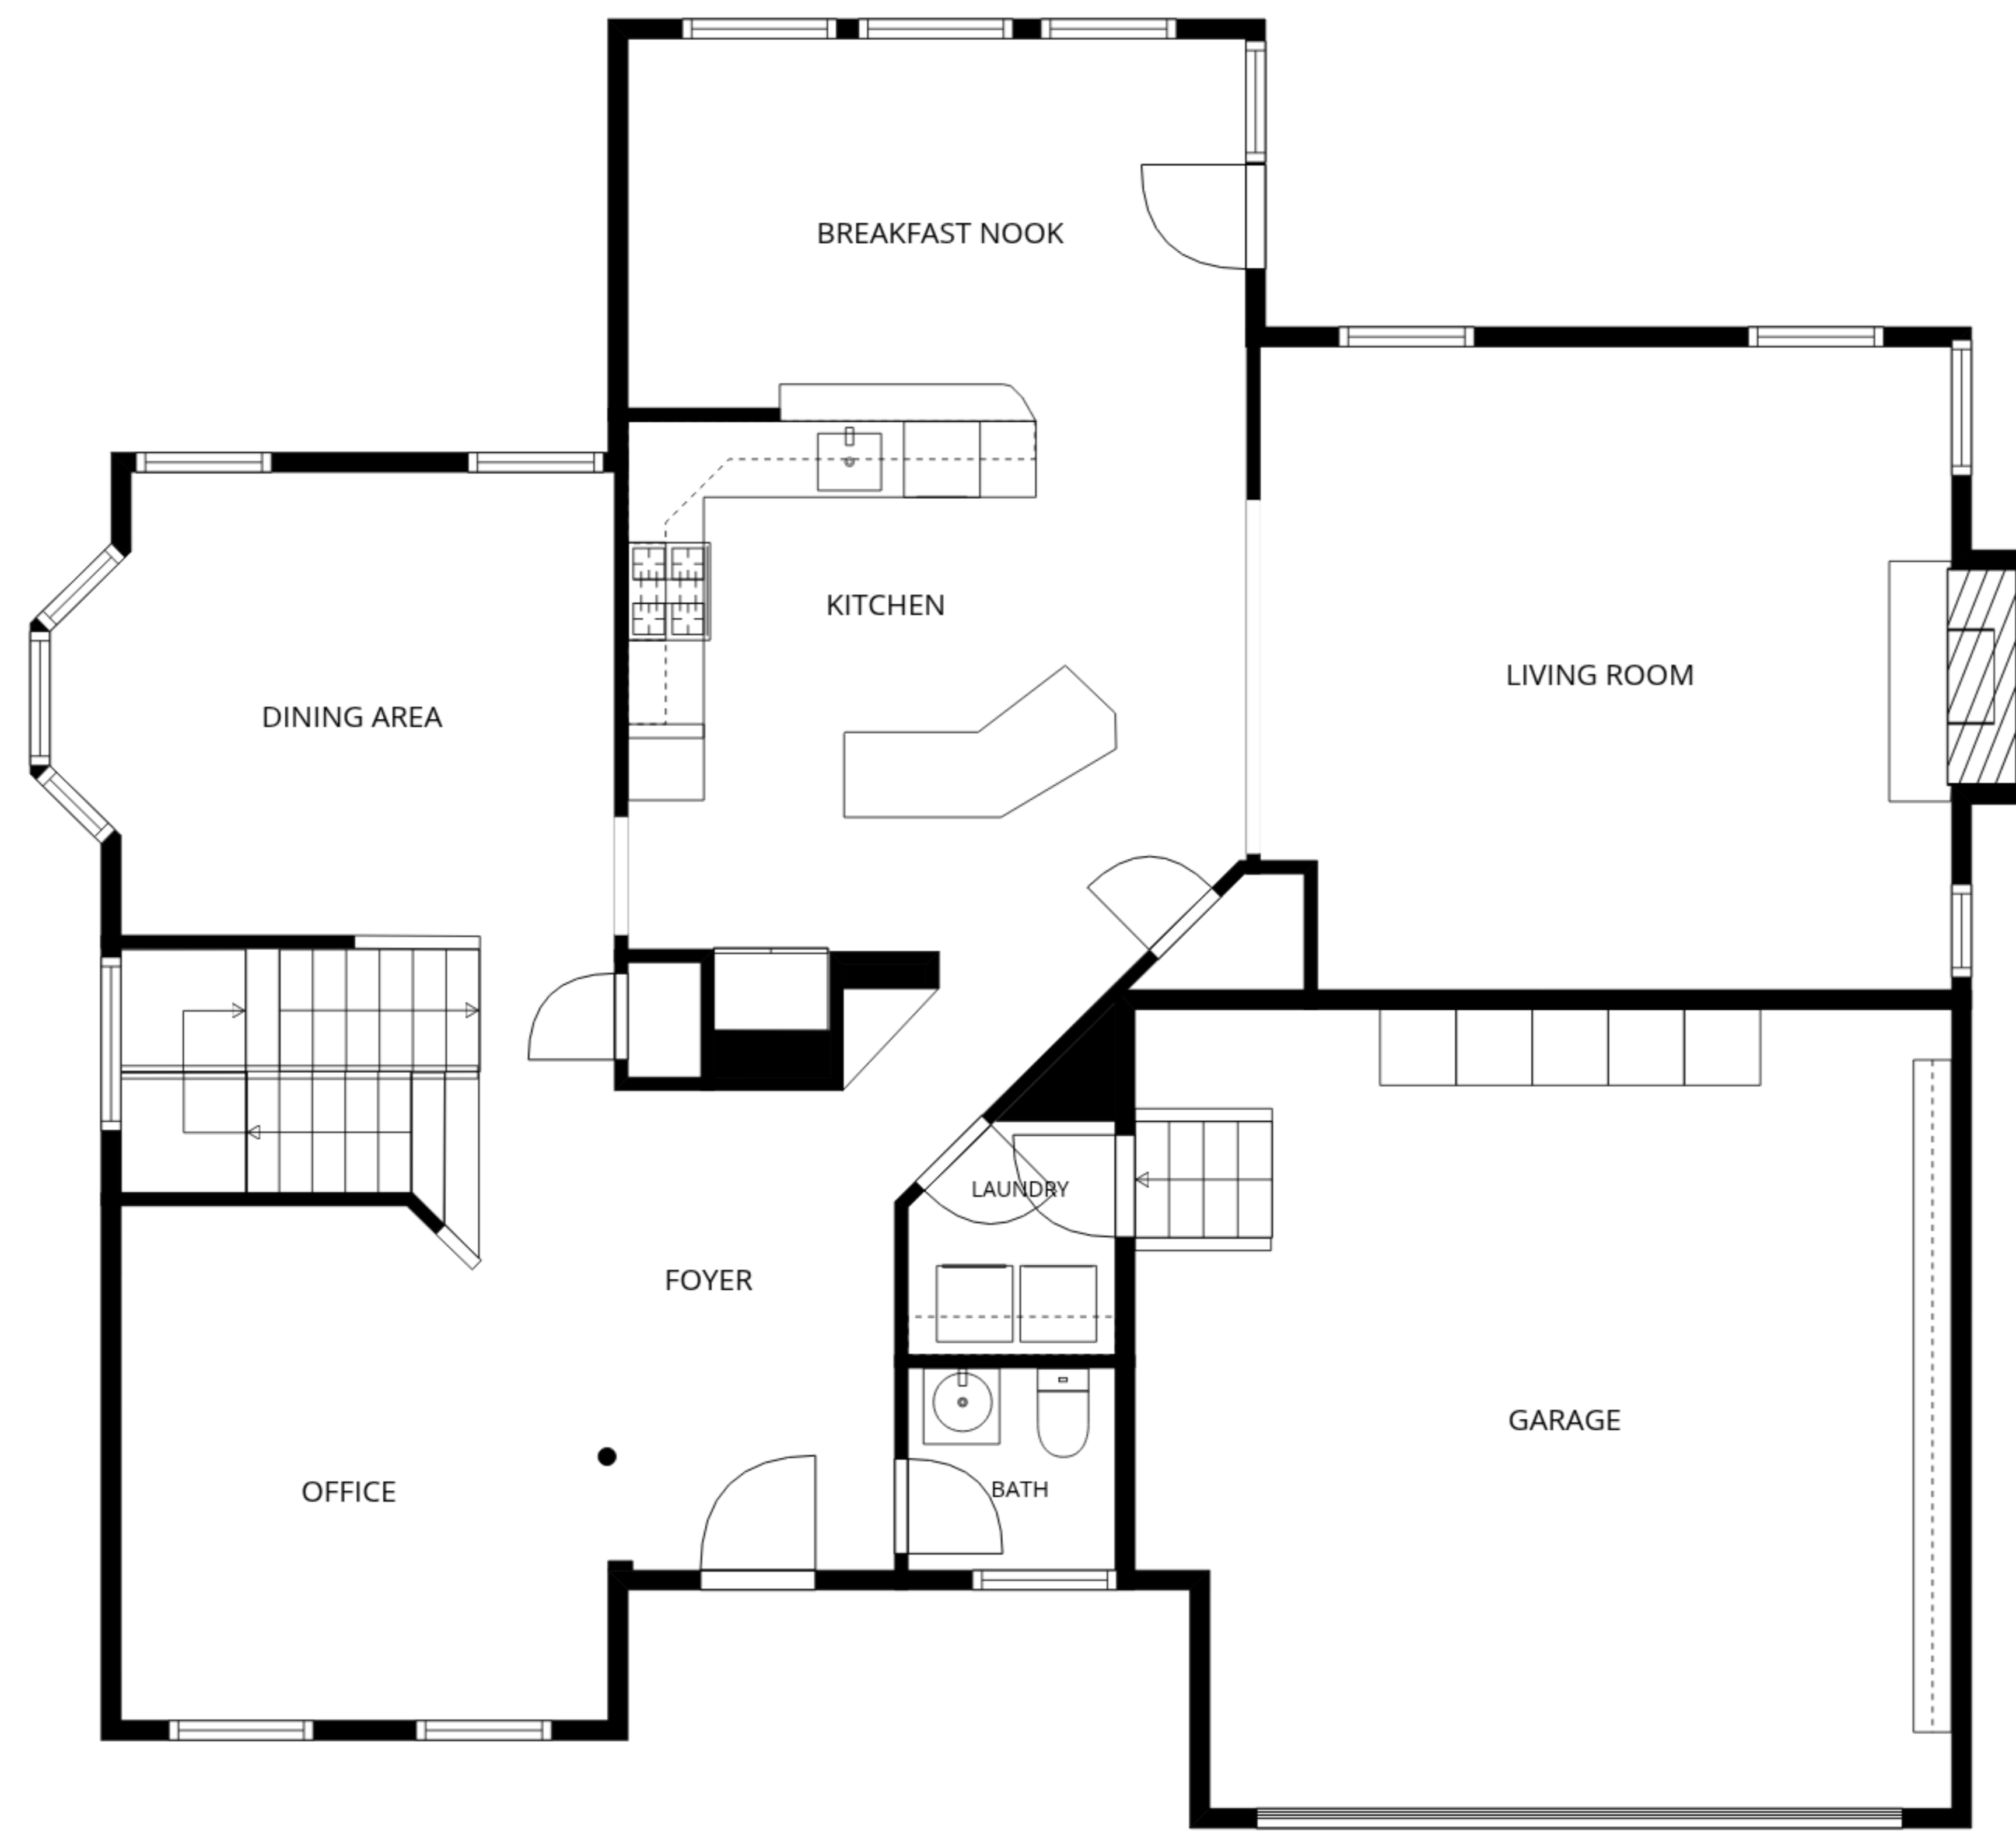 BREAKFAST NOOK
KITCHEN
LIVING ROOM
DINING AREA
LAUNDRY
FOYER
GARAGE
OFFICE
BATH